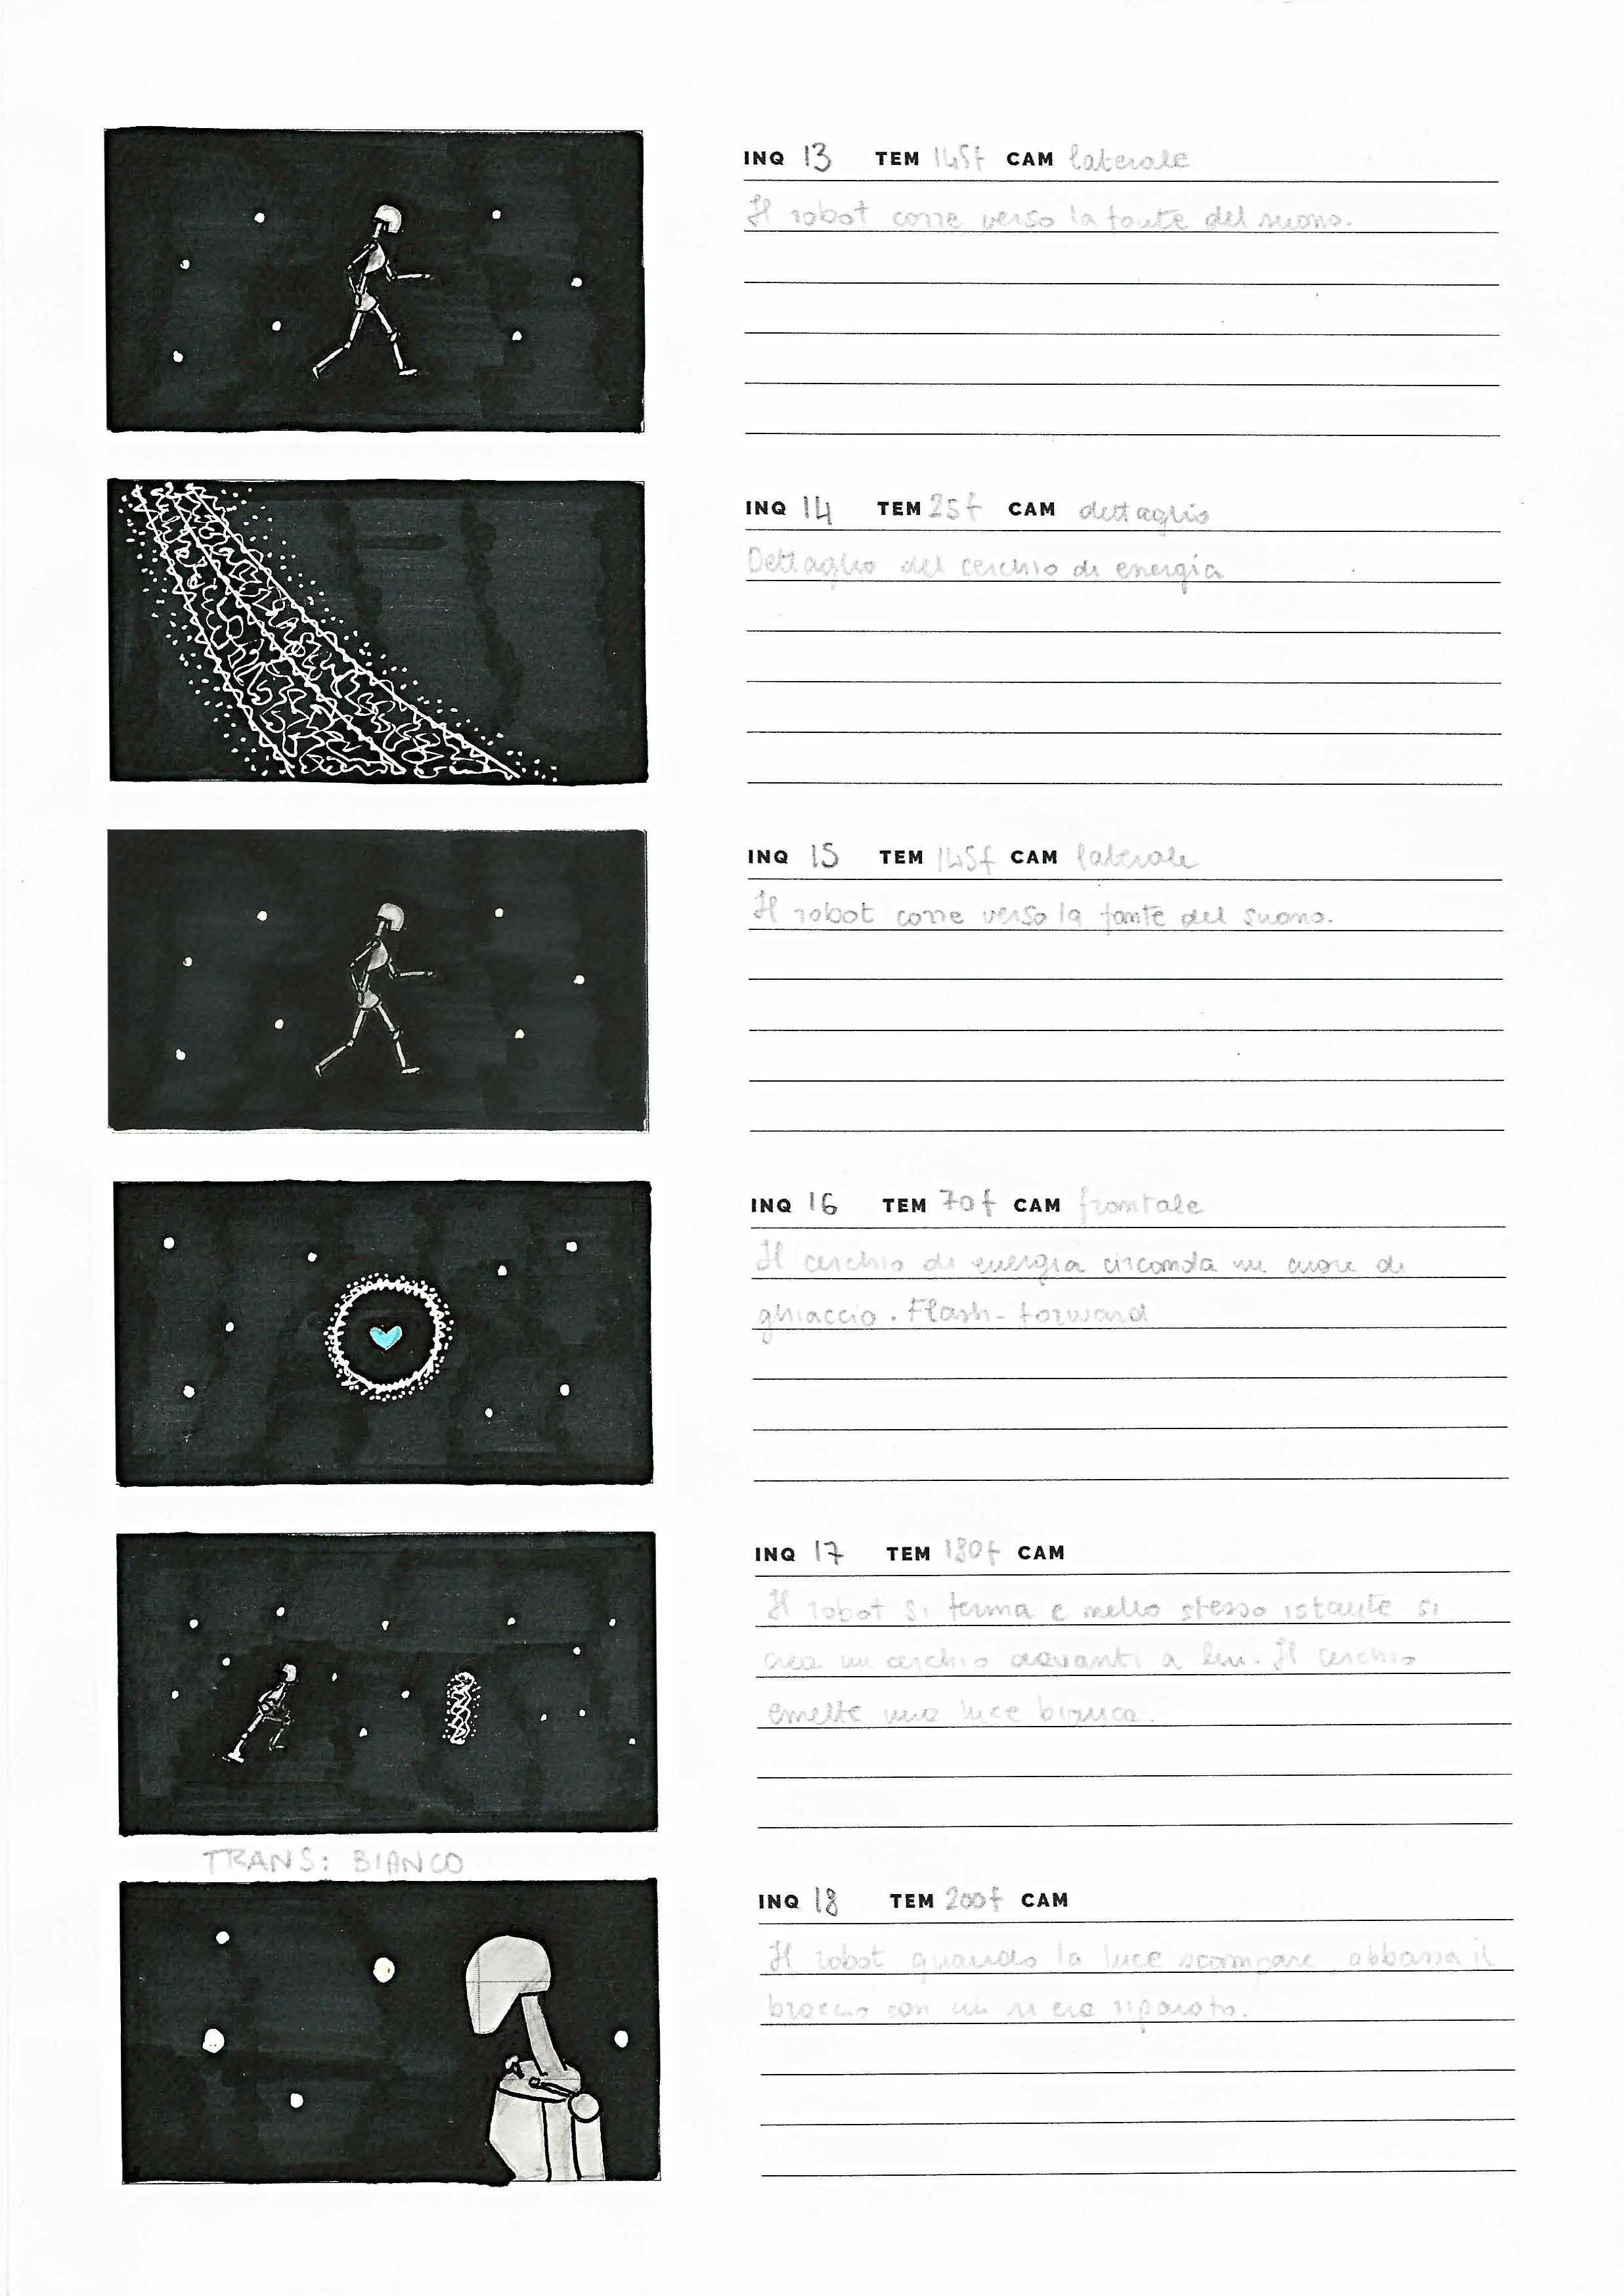 INQ 13 TEM 145f CAM laterale
Il robot corre verso la fonte del suono.
INQ 14 TEM 25f CAM dettaglio
Dettaglio del cerchio di energia
INQ 15 TEM 145f CAM laterale
Il robot corre verso la fonte del suono.
INQ 16 TEM 70f CAM frontale
Il cerchio di energia circonda un cuore di
ghiaccio. Flash-forward
INQ 17 TEM 180f CAM
Il robot si ferma e nello stesso istante si
crea un cerchio davanti a lui. Il cerchio
emette una luce bianca.
TRANS: BIANCO
INQ 18 TEM 200f CAM
Il robot, quando la luce scompare, abbassa il
braccio con cui si era riparato.